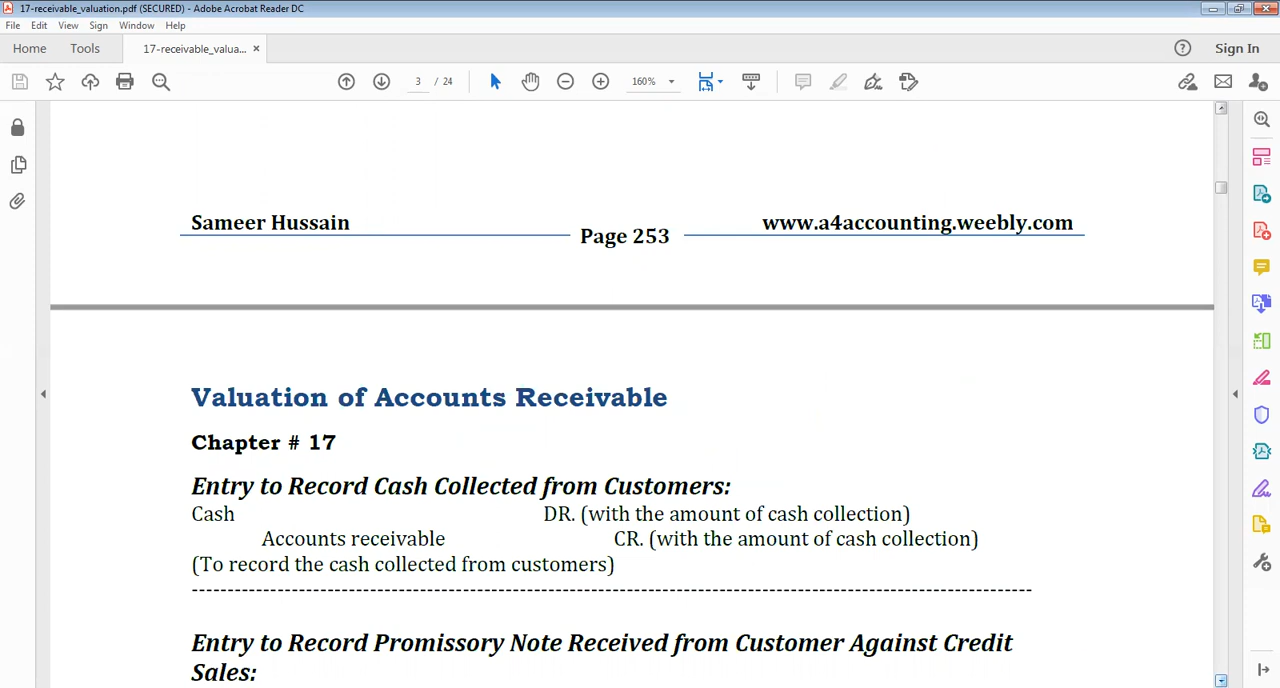 17-receivable_valuation.pdf (SECURED) - Adobe Acrobat Reader DC
File Edit View Sign Window Help
Home Tools 17-receivable_valua... × Sign In
3 / 24 160%
Sameer Hussain www.a4accounting.weebly.com
Page 253
Valuation of Accounts Receivable
Chapter # 17
Entry to Record Cash Collected from Customers:
Cash DR. (with the amount of cash collection)
Accounts receivable CR. (with the amount of cash collection)
(To record the cash collected from customers)
------------------------------------------------------------------------------------------------------------------------
Entry to Record Promissory Note Received from Customer Against Credit
Sales: